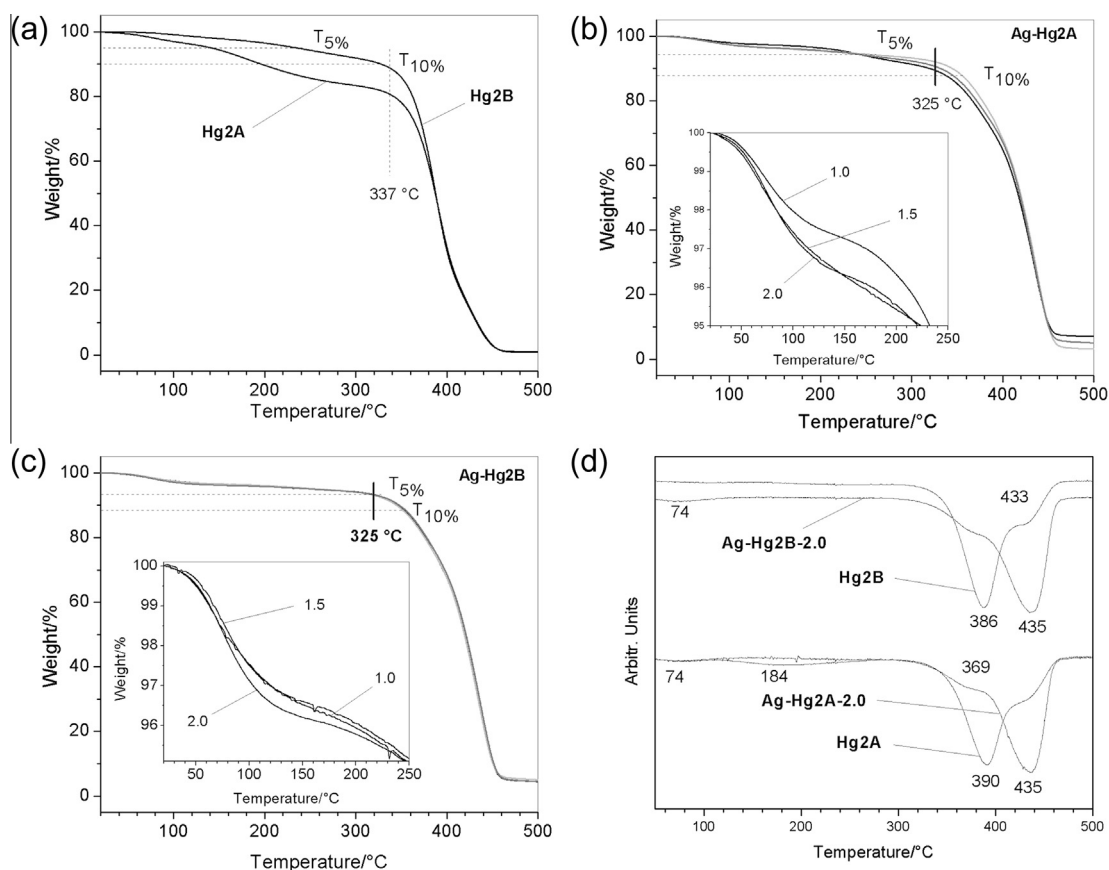 (a)
100
80
60
40
20
0
Weight/%
T5%
T10%
Hg2B
Hg2A
337 °C
100 200 300 400 500
Temperature/°C
(b)
100
80
60
40
20
0
Weight/%
T5%
Ag-Hg2A
T10%
325 °C
100
99
98
97
96
95
Weight/%
1.0
1.5
2.0
50 100 150 200 250
Temperature/°C
100 200 300 400 500
Temperature/°C
(c)
100
80
60
40
20
0
Weight/%
Ag-Hg2B
T5%
T10%
325 °C
100
99
98
97
96
Weight/%
1.5
1.0
2.0
50 100 150 200 250
Temperature/°C
100 200 300 400 500
Temperature/°C
(d)
Arbitr. Units
433
74
Ag-Hg2B-2.0
Hg2B
386 435
369
74 184
Ag-Hg2A-2.0
Hg2A
390 435
100 200 300 400 500
Temperature/°C